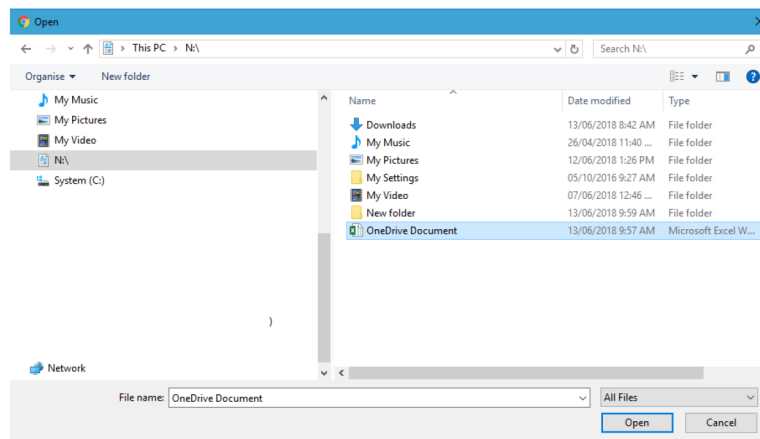 Open
This PC > N:\ Search N:\
Organise New folder
My Music
My Pictures
My Video
N:\
System (C:)
)
Network
Name Date modified Type
Downloads 13/06/2018 8:42 AM File folder
My Music 26/04/2018 11:40 ... File folder
My Pictures 12/06/2018 1:26 PM File folder
My Settings 05/10/2016 9:27 AM File folder
My Video 07/06/2018 12:46 ... File folder
New folder 13/06/2018 9:59 AM File folder
OneDrive Document 13/06/2018 9:57 AM Microsoft Excel W...
File name: OneDrive Document All Files
Open Cancel